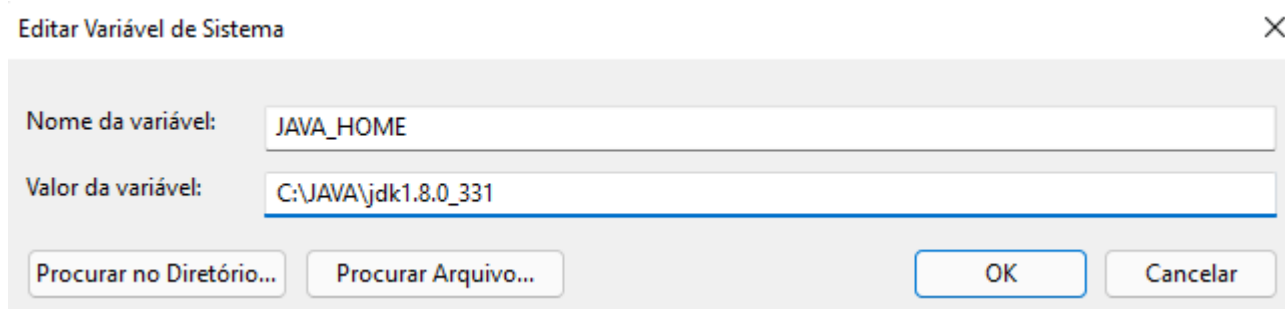 Editar Variável de Sistema
Nome da variável: JAVA_HOME
Valor da variável: C:\JAVA\jdk1.8.0_331
Procurar no Diretório... Procurar Arquivo... OK Cancelar